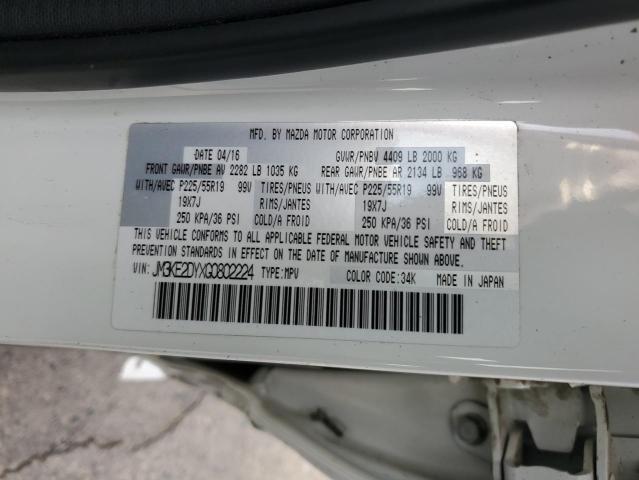 MFD. BY MAZDA MOTOR CORPORATION
DATE 04/16 GVWR/PNBV 4409 LB 2000 KG
FRONT GAWR/PNBE AV 2282 LB 1035 KG REAR GAWR/PNBE AR 2134 LB 968 KG
WITH/AVEC P225/55R19 99V TIRES/PNEUS WITH/AVEC P225/55R19 99V TIRES/PNEUS
19X7J RIMS/JANTES 19X7J RIMS/JANTES
250 KPA/36 PSI COLD/A FROID 250 KPA/36 PSI COLD/A FROID
THIS VEHICLE CONFORMS TO ALL APPLICABLE FEDERAL MOTOR VEHICLE SAFETY AND THEFT
PREVENTION STANDARDS IN EFFECT ON THE DATE OF MANUFACTURE SHOWN ABOVE.
VIN: JM3KE2DYXG0802224 TYPE:MPV COLOR CODE:34K MADE IN JAPAN